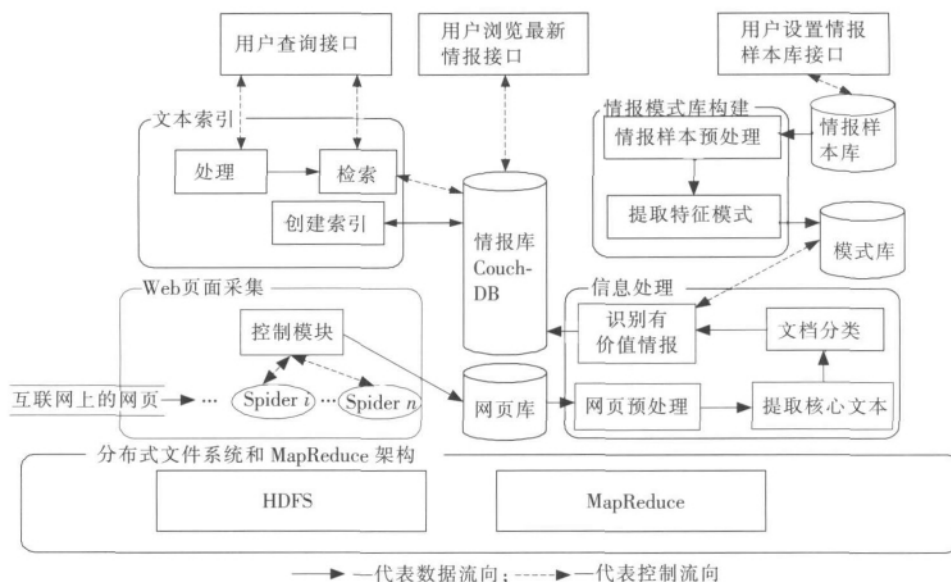 用户查询接口
用户浏览最新
情报接口
用户设置情报
样本库接口
文本索引
处理
检索
创建索引
情报库
Couch-
DB
情报模式库构建
情报样本预处理
提取特征模式
情报样
本库
模式库
Web页面采集
控制模块
互联网上的网页
…
Spider i
…
Spider n
网页库
信息处理
识别有
价值情报
文档分类
网页预处理
提取核心文本
分布式文件系统和 MapReduce 架构
HDFS
MapReduce
—代表数据流向；
—代表控制流向